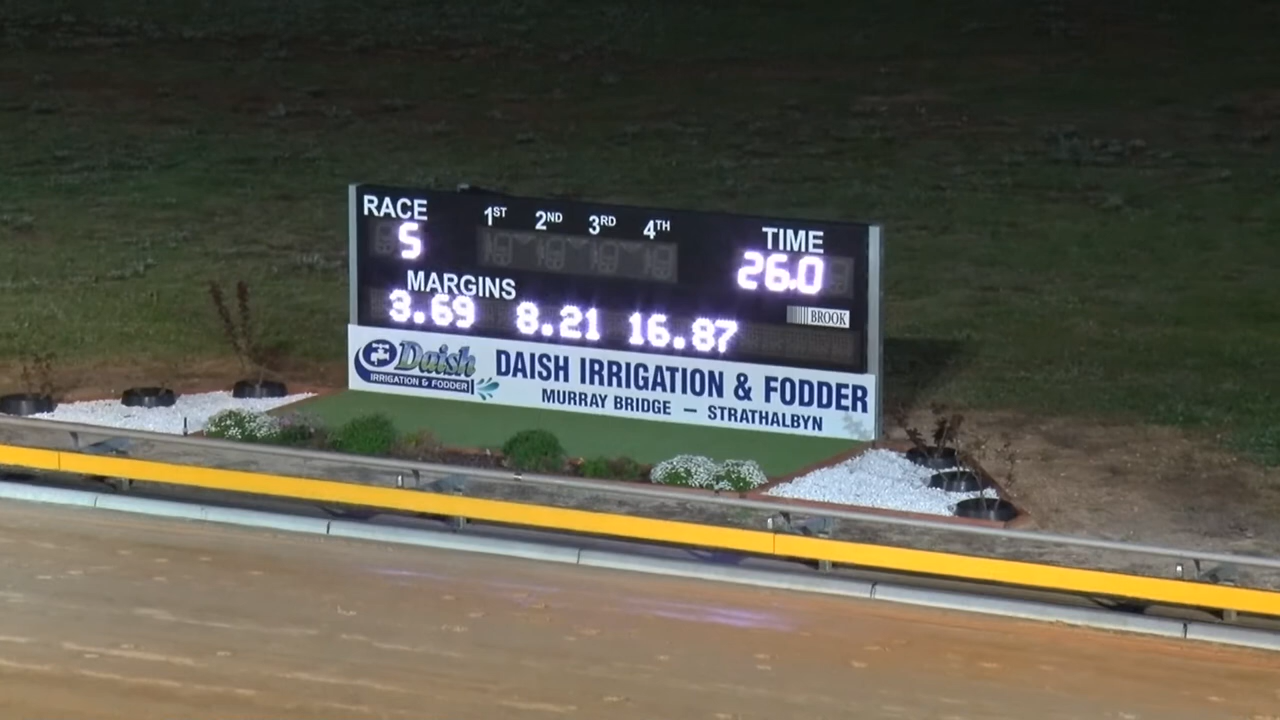 RACE 1ST 2ND 3RD 4TH TIME
5 26.0
MARGINS
3.69 8.21 16.87
BROOK
Daish
IRRIGATION & FODDER
DAISH IRRIGATION & FODDER
MURRAY BRIDGE – STRATHALBYN